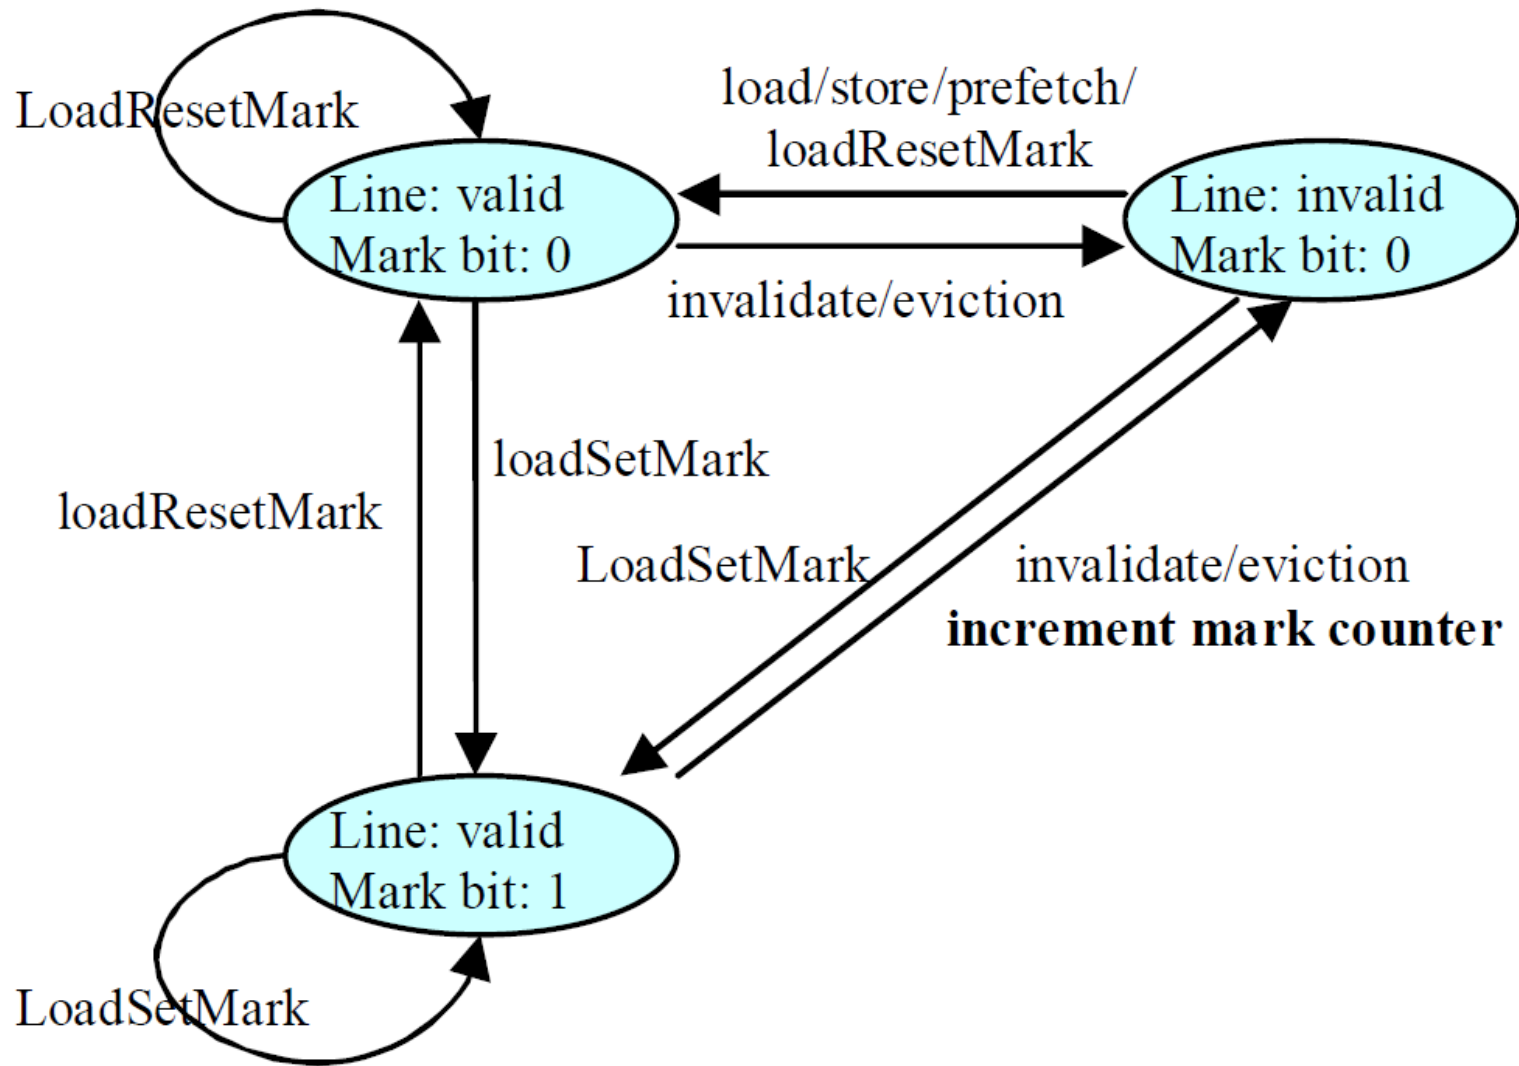 LoadResetMark
load/store/prefetch/
loadResetMark
Line: valid
Mark bit: 0
Line: invalid
Mark bit: 0
invalidate/eviction
loadSetMark
loadResetMark
LoadSetMark
invalidate/eviction
increment mark counter
Line: valid
Mark bit: 1
LoadSetMark